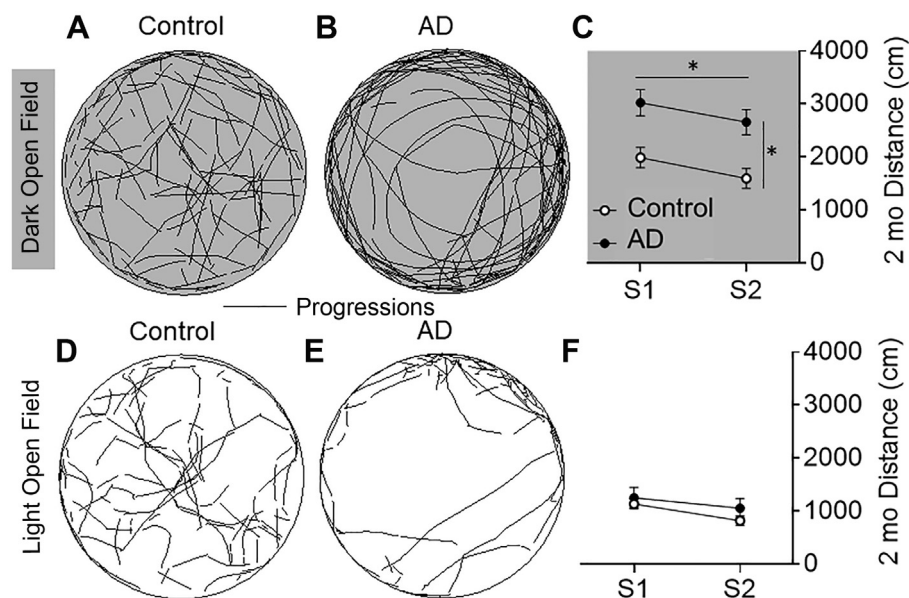 A Control
B AD
C
Dark Open Field
*
*
Control
AD
4000
3000
2000
1000
0
2 mo Distance (cm)
S1 S2
Progressions
D Control
E AD
F
Light Open Field
4000
3000
2000
1000
0
2 mo Distance (cm)
S1 S2